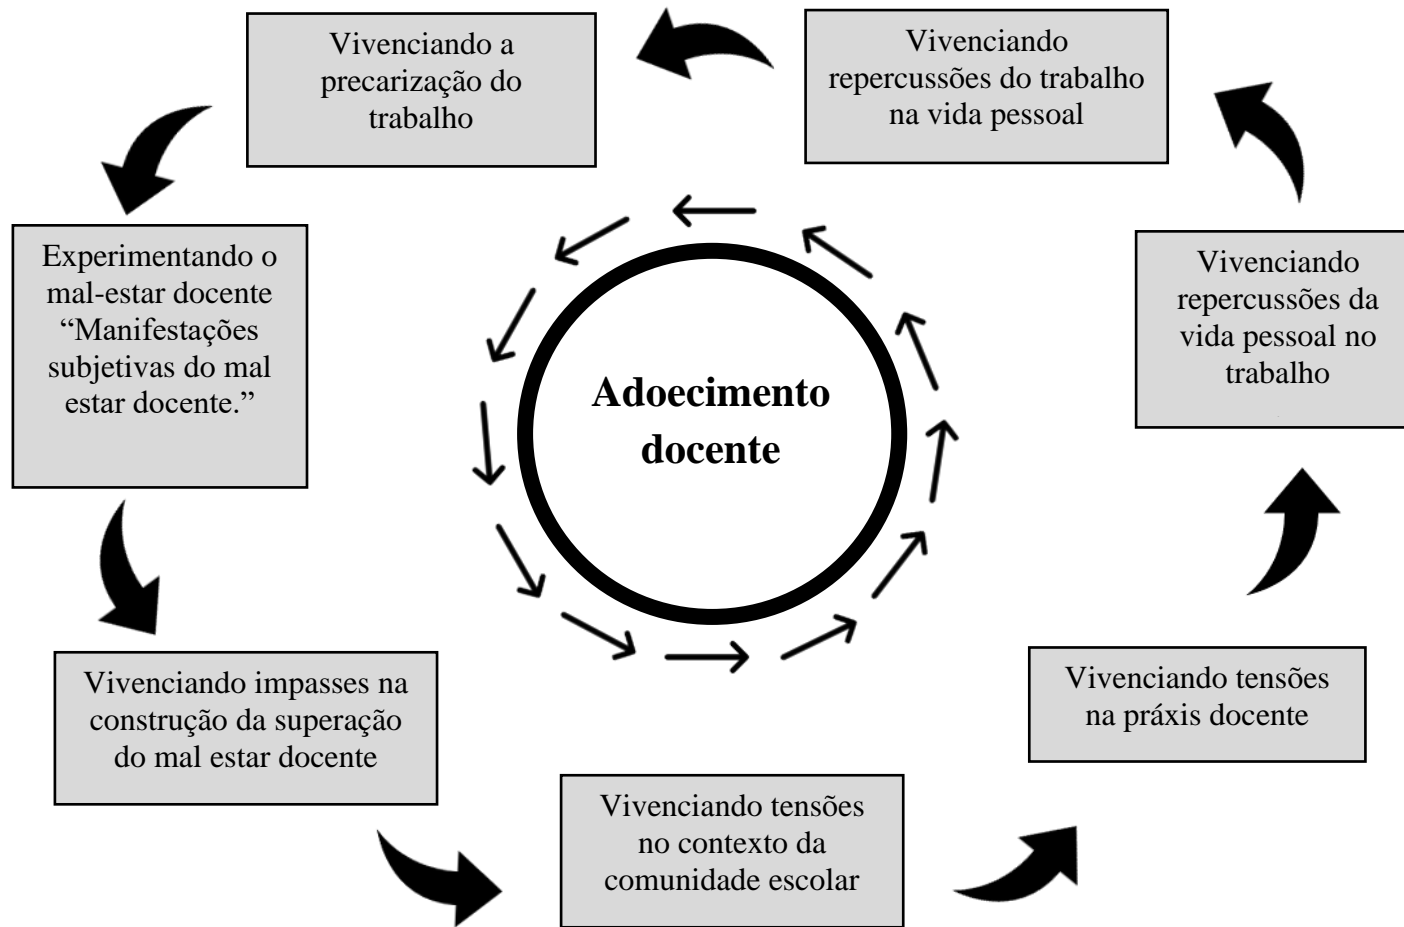 Vivenciando a
precarização do
trabalho
Vivenciando
repercussões do trabalho
na vida pessoal
Experimentando o
mal-estar docente
“Manifestações
subjetivas do mal
estar docente.”
Vivenciando
repercussões da
vida pessoal no
trabalho
Adoecimento
docente
Vivenciando impasses na
construção da superação
do mal estar docente
Vivenciando tensões
na práxis docente
Vivenciando tensões
no contexto da
comunidade escolar